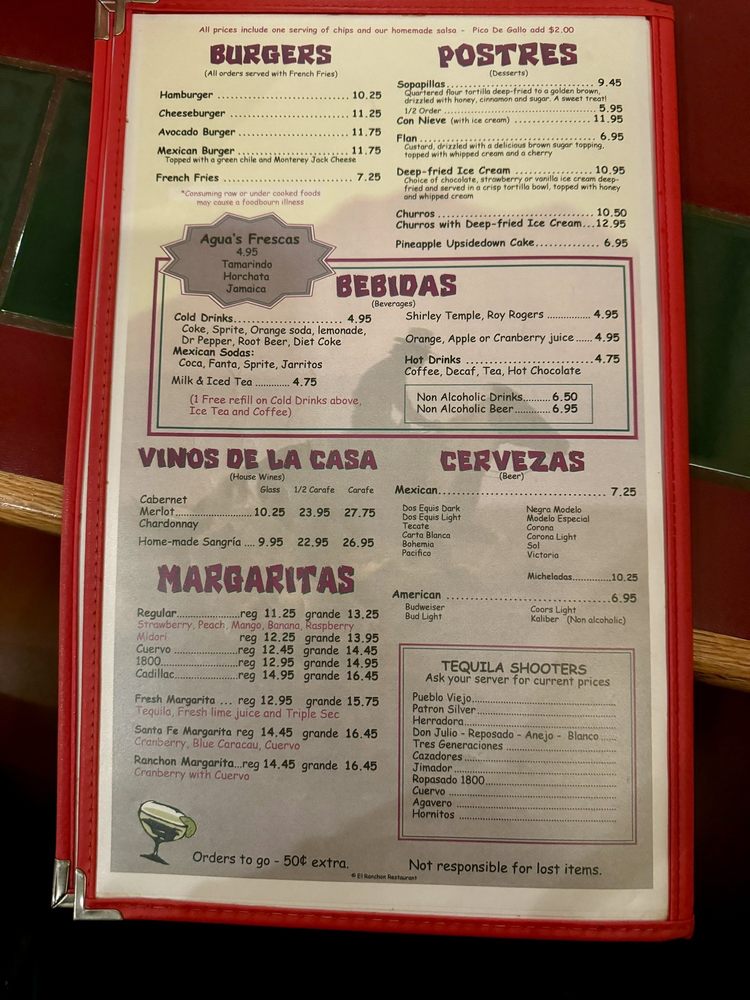 All prices include one serving of chips and our homemade salsa - Pico De Gallo add $2.00
BURGERS
(All orders served with French Fries)
Hamburger ........ 10.25
Cheeseburger ........ 11.25
Avocado Burger ........ 11.75
Mexican Burger ........ 11.75
Topped with a green chile and Monterey Jack Cheese
French Fries ........ 7.25
*Consuming raw or under cooked foods
may cause a foodbourn illness
POSTRES
(Desserts)
Sopapillas........ 9.45
Quartered flour tortilla deep-fried to a golden brown,
drizzled with honey, cinnamon and sugar. A sweet treat!
1/2 Order ........ 5.95
Con Nieve (with ice cream) ........ 11.95
Flan ........ 6.95
Custard, drizzled with a delicious brown sugar topping,
topped with whipped cream and a cherry
Deep-fried Ice Cream ........ 10.95
Choice of chocolate, strawberry or vanilla ice cream deep-
fried and served in a crisp tortilla bowl, topped with honey
and whipped cream
Churros ........ 10.50
Churros with Deep-fried Ice Cream...12.95
Pineapple Upsidedown Cake........ 6.95
Agua's Frescas
4.95
Tamarindo
Horchata
Jamaica
BEBIDAS
(Beverages)
Cold Drinks........ 4.95
Coke, Sprite, Orange soda, lemonade,
Dr Pepper, Root Beer, Diet Coke
Mexican Sodas:
Coca, Fanta, Sprite, Jarritos
Milk & Iced Tea ........ 4.75
(1 Free refill on Cold Drinks above,
Ice Tea and Coffee)
Shirley Temple, Roy Rogers ........ 4.95
Orange, Apple or Cranberry juice ...... 4.95
Hot Drinks ........ 4.75
Coffee, Decaf, Tea, Hot Chocolate
Non Alcoholic Drinks........ 6.50
Non Alcoholic Beer........ 6.95
VINOS DE LA CASA
(House Wines)
Glass 1/2 Carafe Carafe
Cabernet
Merlot........ 10.25 23.95 27.75
Chardonnay
Home-made Sangría .... 9.95 22.95 26.95
CERVEZAS
(Beer)
Mexican........ 7.25
Dos Equis Dark
Dos Equis Light
Tecate
Carta Blanca
Bohemia
Pacifico
Negra Modelo
Modelo Especial
Corona
Corona Light
Sol
Victoria
Micheladas........10.25
American ........ 6.95
Budweiser
Bud Light
Coors Light
Kaliber (Non alcoholic)
MARGARITAS
Regular........reg 11.25 grande 13.25
Strawberry, Peach, Mango, Banana, Raspberry
Midori reg 12.25 grande 13.95
Cuervo ........reg 12.45 grande 14.45
1800........reg 12.95 grande 14.95
Cadillac........reg 14.95 grande 16.45
Fresh Margarita ... reg 12.95 grande 15.75
Tequila, Fresh lime juice and Triple Sec
Santa Fe Margarita reg 14.45 grande 16.45
Cranberry, Blue Caracau, Cuervo
Ranchon Margarita...reg 14.45 grande 16.45
Cranberry with Cuervo
TEQUILA SHOOTERS
Ask your server for current prices
Pueblo Viejo........
Patron Silver........
Herradora........
Don Julio - Reposado - Anejo - Blanco ......
Tres Generaciones ........
Cazadores ........
Jimador ........
Ropasado 1800........
Cuervo ........
Agavero ........
Hornitos ........
Orders to go - 50¢ extra.
Not responsible for lost items.
© El Ranchon Restaurant